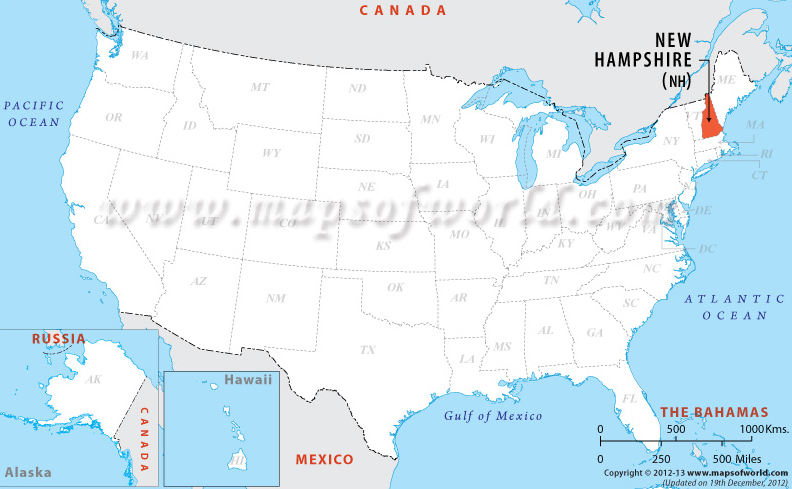 CANADA
NEW
HAMPSHIRE
(NH)
WA
ME
MT
ND
PACIFIC
OCEAN
OR
MN
VT
MA
ID
SD
WI
MI
NY
WY
RI
CT
NE
IA
PA
NJ
OH
www.mapsofworld.com
CA
NV
UT
CO
IL
IN
DE
KS
MO
WV
VA
KY
DC
AZ
OK
TN
NC
NM
AR
SC
ATLANTIC
OCEAN
MS
AL
GA
TX
LA
RUSSIA
AK
Hawaii
FL
CANADA
Gulf of Mexico
THE BAHAMAS
0 500 1000 Kms.
HI
MEXICO
0 250 500 Miles
Alaska
Copyright © 2012-13 www.mapsofworld.com
(Updated on 19th December, 2012)